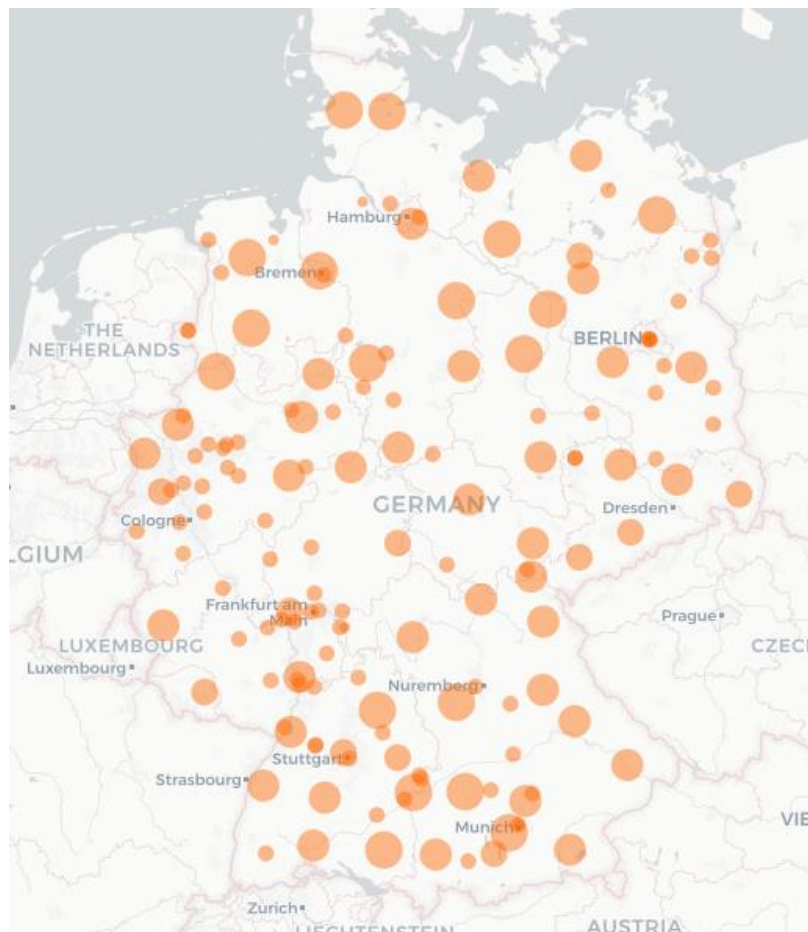 Hamburg
Bremen
THE
NETHERLANDS
BERLIN
GERMANY
Cologne
Dresden
LGIUM
Frankfurt am
Main
Prague
LUXEMBOURG
CZEC
Luxembourg
Nuremberg
Stuttgart
Strasbourg
Munich
VIE
Zurich
LIECHTENSTEIN
AUSTRIA